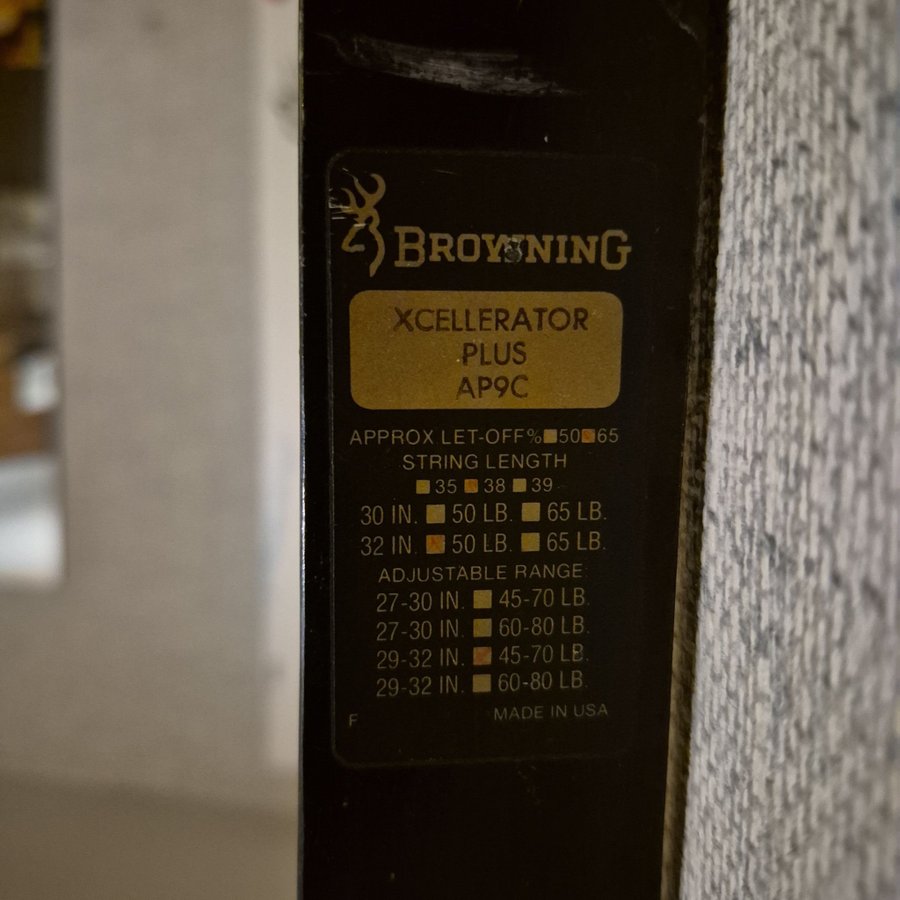 BROWNING
XCELLERATOR
PLUS
AP9C
APPROX LET-OFF% 50 65
STRING LENGTH
35 38 39
30 IN. 50 LB. 65 LB.
32 IN. 50 LB. 65 LB.
ADJUSTABLE RANGE
27-30 IN. 45-70 LB.
27-30 IN. 60-80 LB.
29-32 IN. 45-70 LB.
29-32 IN. 60-80 LB.
F MADE IN USA